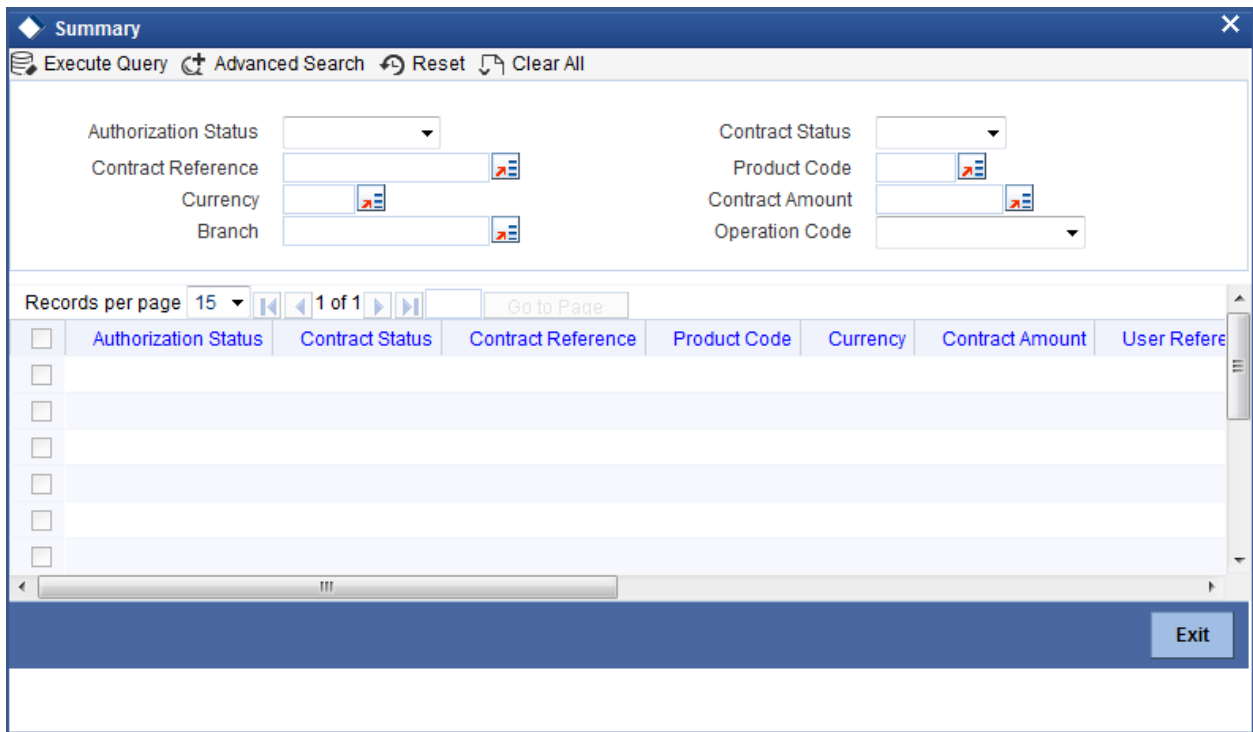 Summary
Execute Query Advanced Search Reset Clear All
Authorization Status Contract Status
Contract Reference Product Code
Currency Contract Amount
Branch Operation Code
Records per page 15 1 of 1 Go to Page
Authorization Status Contract Status Contract Reference Product Code Currency Contract Amount User Refere
Exit